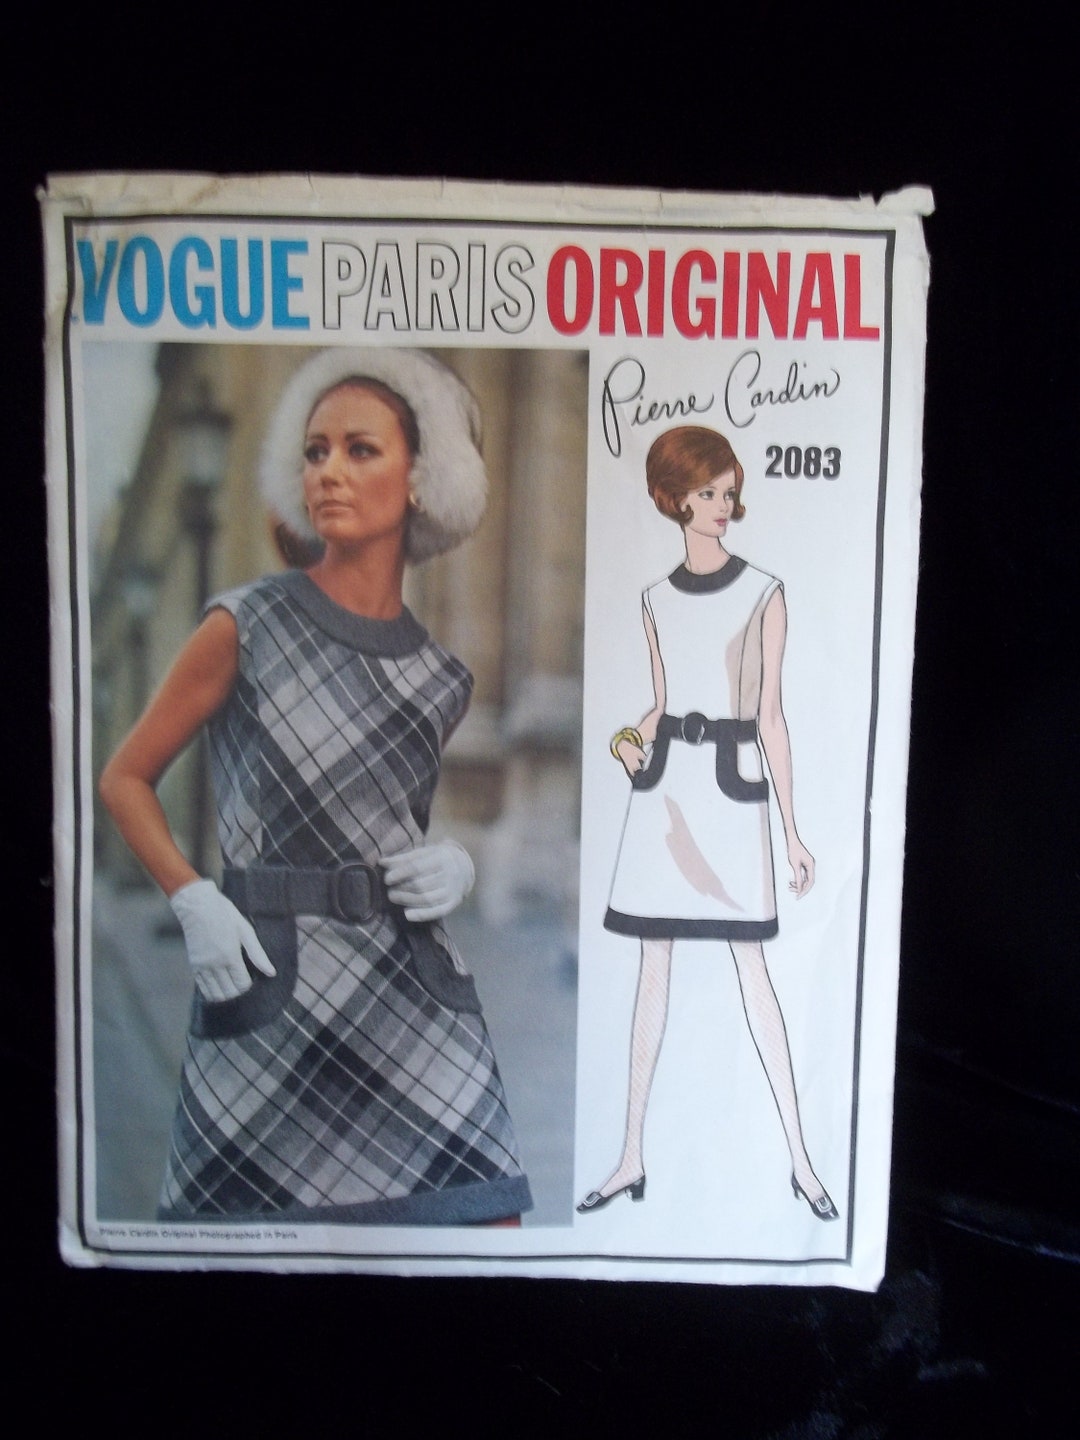 VOGUE PARIS ORIGINAL
Pierre Cardin
2083
Pierre Cardin Original Photographed in Paris